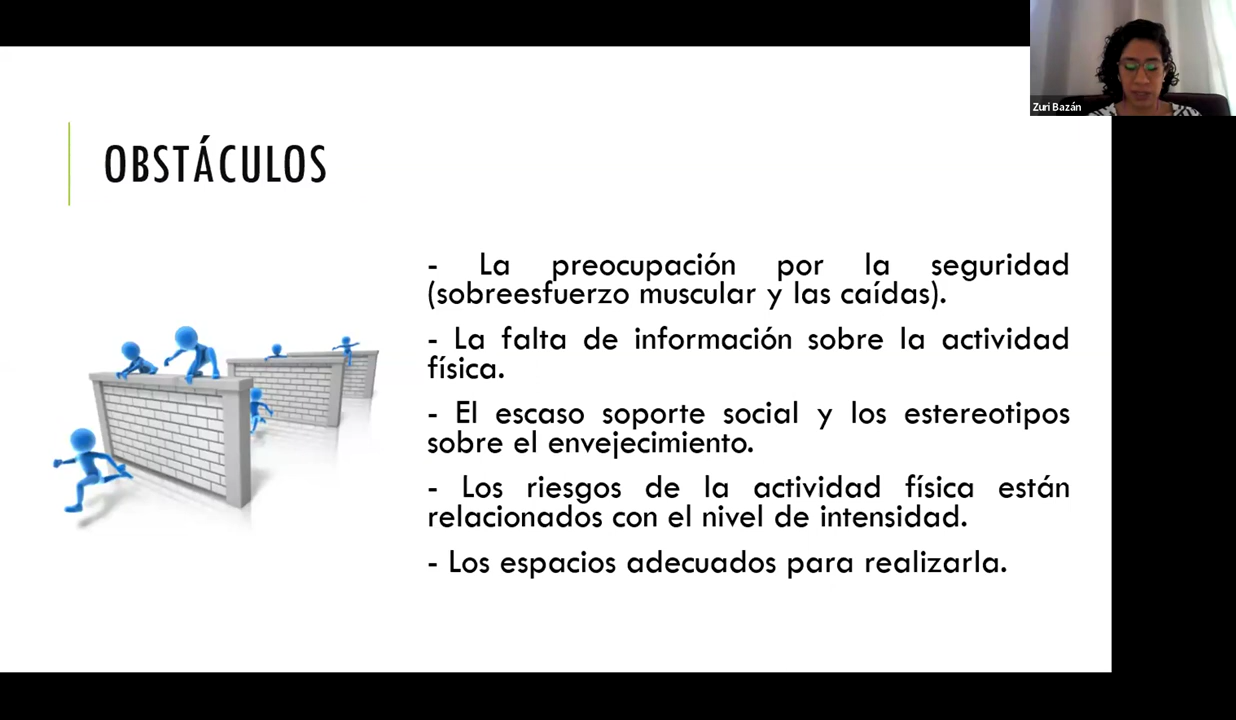 Zuri Bazán
OBSTÁCULOS
- La preocupación por la seguridad
(sobreesfuerzo muscular y las caídas).
- La falta de información sobre la actividad
física.
- El escaso soporte social y los estereotipos
sobre el envejecimiento.
- Los riesgos de la actividad física están
relacionados con el nivel de intensidad.
- Los espacios adecuados para realizarla.